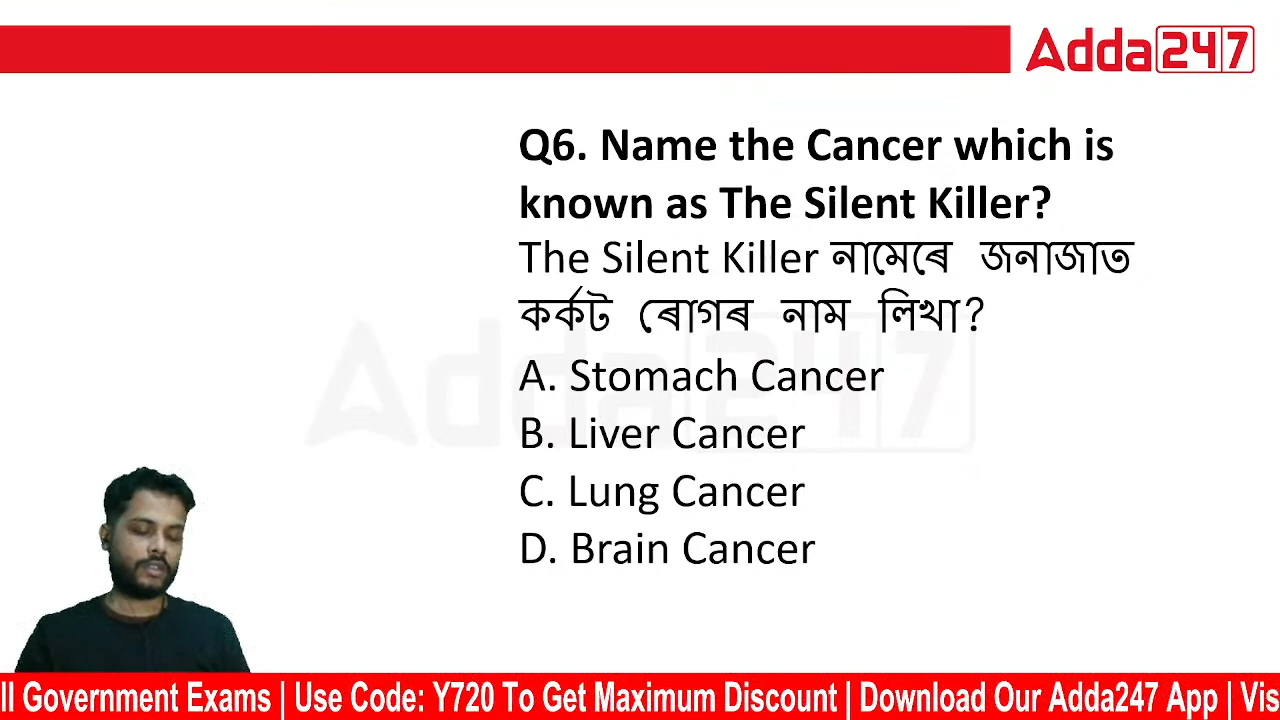 Adda247
Q6. Name the Cancer which is
known as The Silent Killer?
The Silent Killer নামেৰে জনাজাত
কৰ্কট ৰোগৰ নাম লিখা?
A. Stomach Cancer
B. Liver Cancer
C. Lung Cancer
D. Brain Cancer
Adda247
ll Government Exams | Use Code: Y720 To Get Maximum Discount | Download Our Adda247 App | Vis